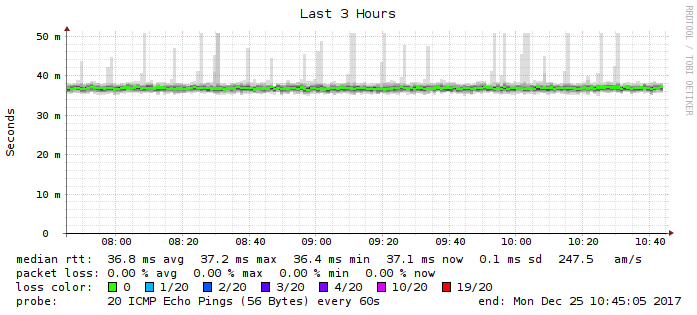 Last 3 Hours
RRDTOOL / TOBI OETIKER
Seconds
50 m
40 m
30 m
20 m
10 m
0
08:00 08:20 08:40 09:00 09:20 09:40 10:00 10:20 10:40
median rtt: 36.8 ms avg 37.2 ms max 36.4 ms min 37.1 ms now 0.1 ms sd 247.5 am/s
packet loss: 0.00 % avg 0.00 % max 0.00 % min 0.00 % now
loss color: 0 1/20 2/20 3/20 4/20 10/20 19/20
probe: 20 ICMP Echo Pings (56 Bytes) every 60s end: Mon Dec 25 10:45:05 2017